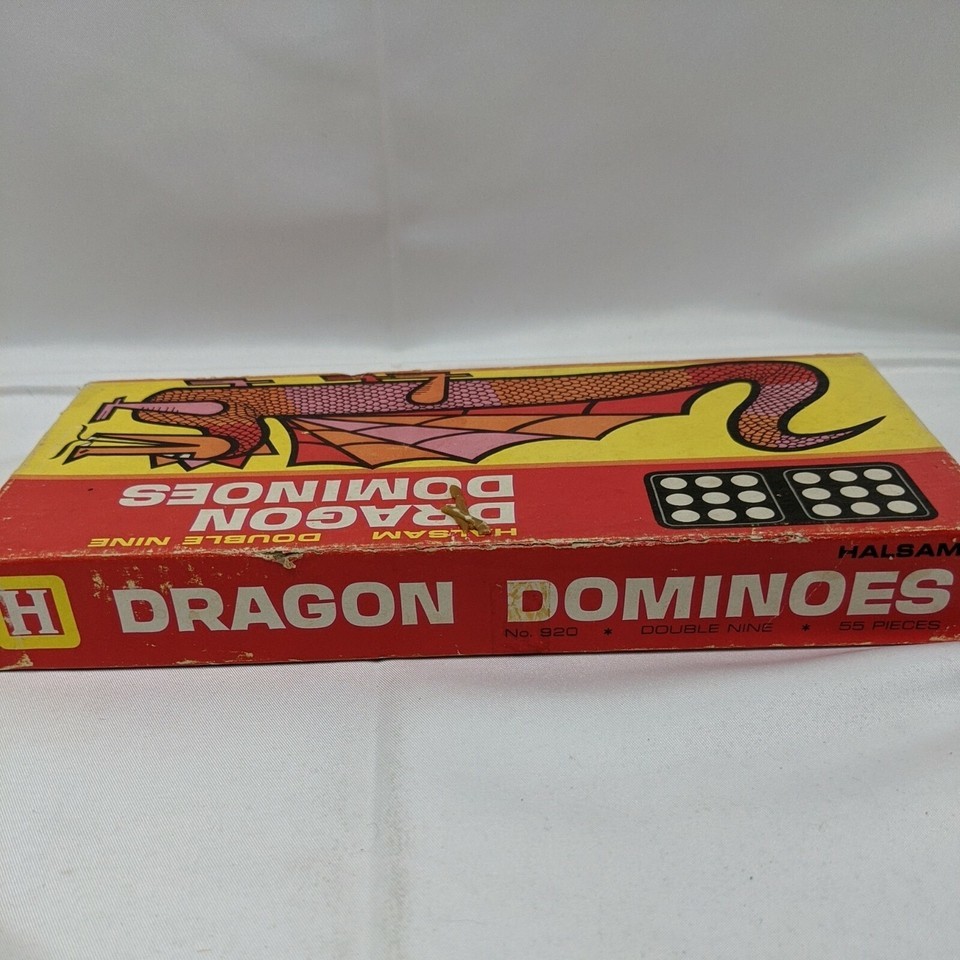 DRAGON
DOMINOES
HALSAM DOUBLE NINE
HALSAM
H DRAGON DOMINOES
No. 920 * DOUBLE NINE * 55 PIECES